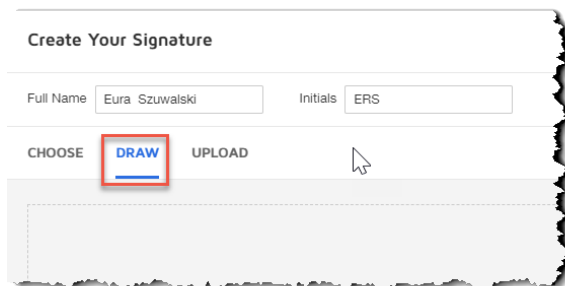 Create Your Signature
Full Name Eura Szuwalski Initials ERS
CHOOSE DRAW UPLOAD